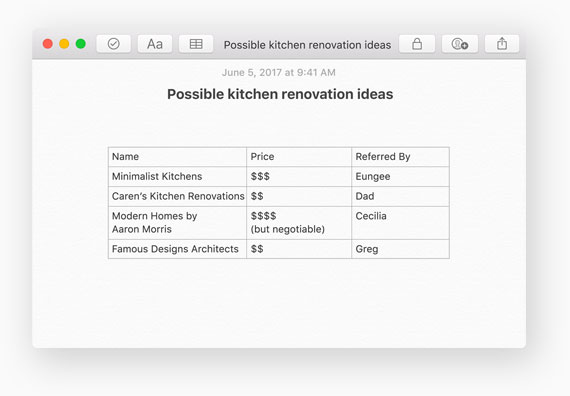 Aa
Possible kitchen renovation ideas
June 5, 2017 at 9:41 AM
Possible kitchen renovation ideas
Name Price Referred By
Minimalist Kitchens $$$ Eungee
Caren’s Kitchen Renovations $$ Dad
Modern Homes by $$$$ Cecilia
Aaron Morris (but negotiable)
Famous Designs Architects $$ Greg